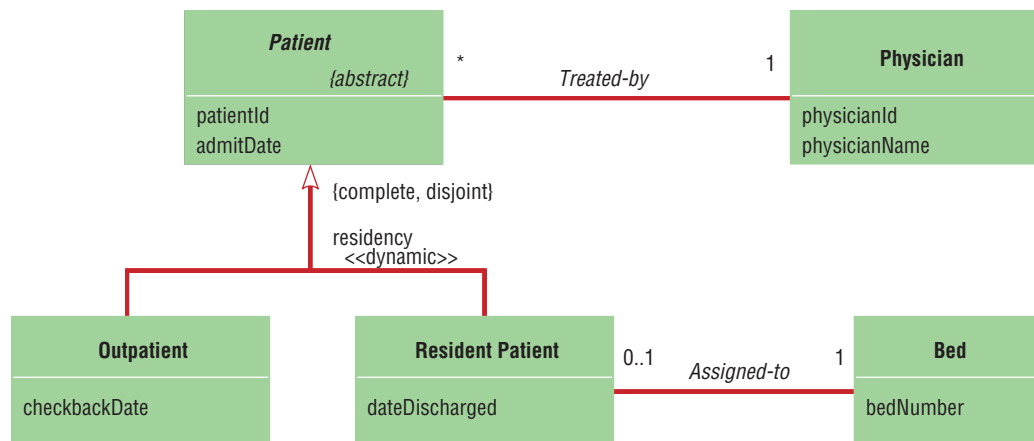 Patient
{abstract}
patientId
admitDate
*
Treated-by
1
Physician
physicianId
physicianName
{complete, disjoint}
residency
<<dynamic>>
Outpatient
checkbackDate
Resident Patient
dateDischarged
0..1
Assigned-to
1
Bed
bedNumber